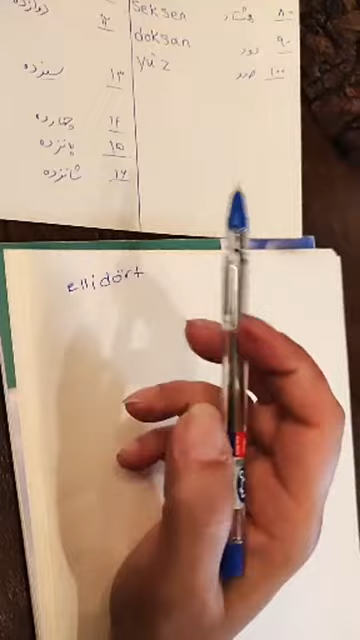 ۸۰ هشتاد seksen
۹۰ نود doksan
۱۰۰ صد yüz
دوازده
۱۳ سیزده
۱۴ چهارده
۱۵ پانزده
۱۶ شانزده
ellidört